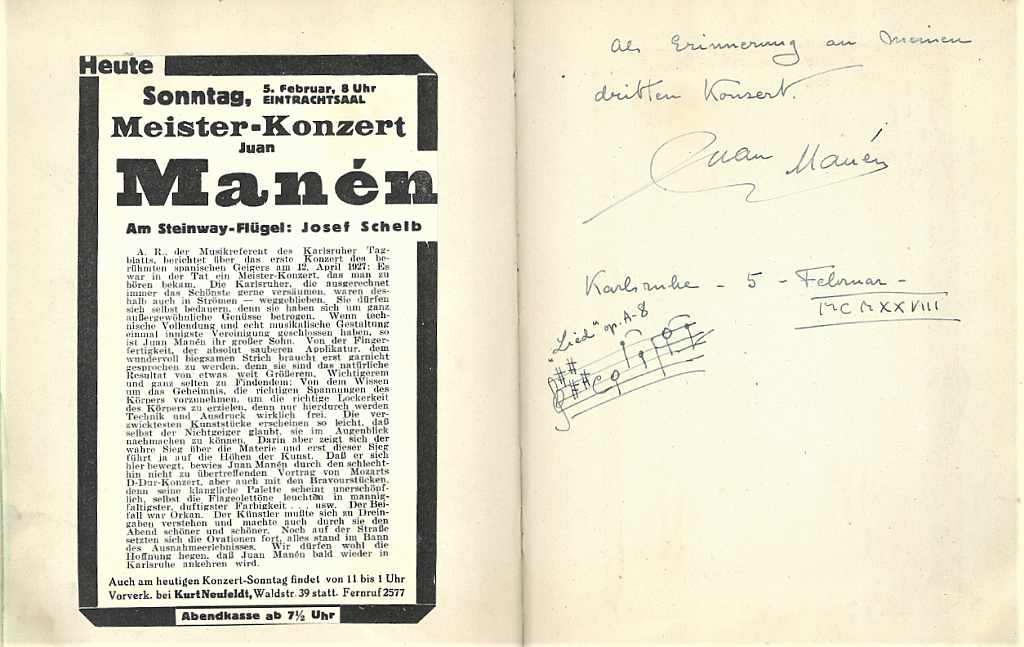 Heute
Sonntag, 5. Februar, 8 Uhr
EINTRACHTSAAL
Meister-Konzert
Juan
Manén
Am Steinway-Flügel: Josef Schelb
A. R., der Musikreferent des Karlsruher Tag-
blatts, berichtet über das erste Konzert des be-
rühmten spanischen Geigers am 12. April 1927: Es
war in der Tat ein Meister-Konzert, das man zu
hören bekam. Die Karlsruher, die ausgerechnet
immer das Schönste gerne versäumen, waren des-
halb auch in Strömen — weggeblieben. Sie dürfen
sich selbst bedauern, denn sie haben sich um ganz
außergewöhnliche Genüsse betrogen. Wenn tech-
nische Vollendung und echt musikalische Gestaltung
einmal innigste Vereinigung geschlossen haben, so
ist Juan Manén ihr großer Sohn. Von der Finger-
fertigkeit, der absolut sauberen Applikatur, dem
wundervoll biegsamen Strich braucht erst garnicht
gesprochen zu werden, denn sie sind das natürliche
Resultat von etwas weit Größerem, Wichtigerem
und ganz selten zu Findendem: Von dem Wissen
um das Geheimnis, die richtigen Spannungen des
Körpers vorzunehmen, um die richtige Lockerheit
des Körpers zu erzielen, denn nur hierdurch werden
Technik und Ausdruck wirklich frei. Die ver-
zwicktesten Kunststücke erscheinen so leicht, daß
selbst der Nichtgeiger glaubt, sie im Augenblick
nachmachen zu können. Darin aber zeigt sich der
wahre Sieg über die Materie und erst dieser Sieg
führt ja auf die Höhen der Kunst. Daß er sich
hier bewegt, bewies Juan Manén durch den schlecht-
hin nicht zu übertreffenden Vortrag von Mozarts
D-Dur-Konzert, aber auch mit den Bravourstücken,
denn seine klangliche Palette scheint unerschöpf-
lich, selbst die Flageolettöne leuchten in mannig-
faltigster, duftigster Farbigkeit . . . usw. Der Bei-
fall war Orkan. Der Künstler mußte sich zu Drein-
gaben verstehen und machte auch durch sie den
Abend schöner und schöner. Noch auf der Straße
setzten sich die Ovationen fort, alles stand im Bann
des Ausnahmeerlebnisses. Wir dürfen wohl die
Hoffnung hegen, daß Juan Manén bald wieder in
Karlsruhe ankehren wird.
Auch am heutigen Konzert-Sonntag findet von 11 bis 1 Uhr
Vorverk. bei Kurt Neufeldt, Waldstr. 39 statt. Fernruf 2577
Abendkasse ab 7½ Uhr
Als Erinnerung an meinen
dritten Konzert.
Juan Manén
Karlsruhe - 5 - Februar -
MCMXXVIII
"Lied" op. A-8